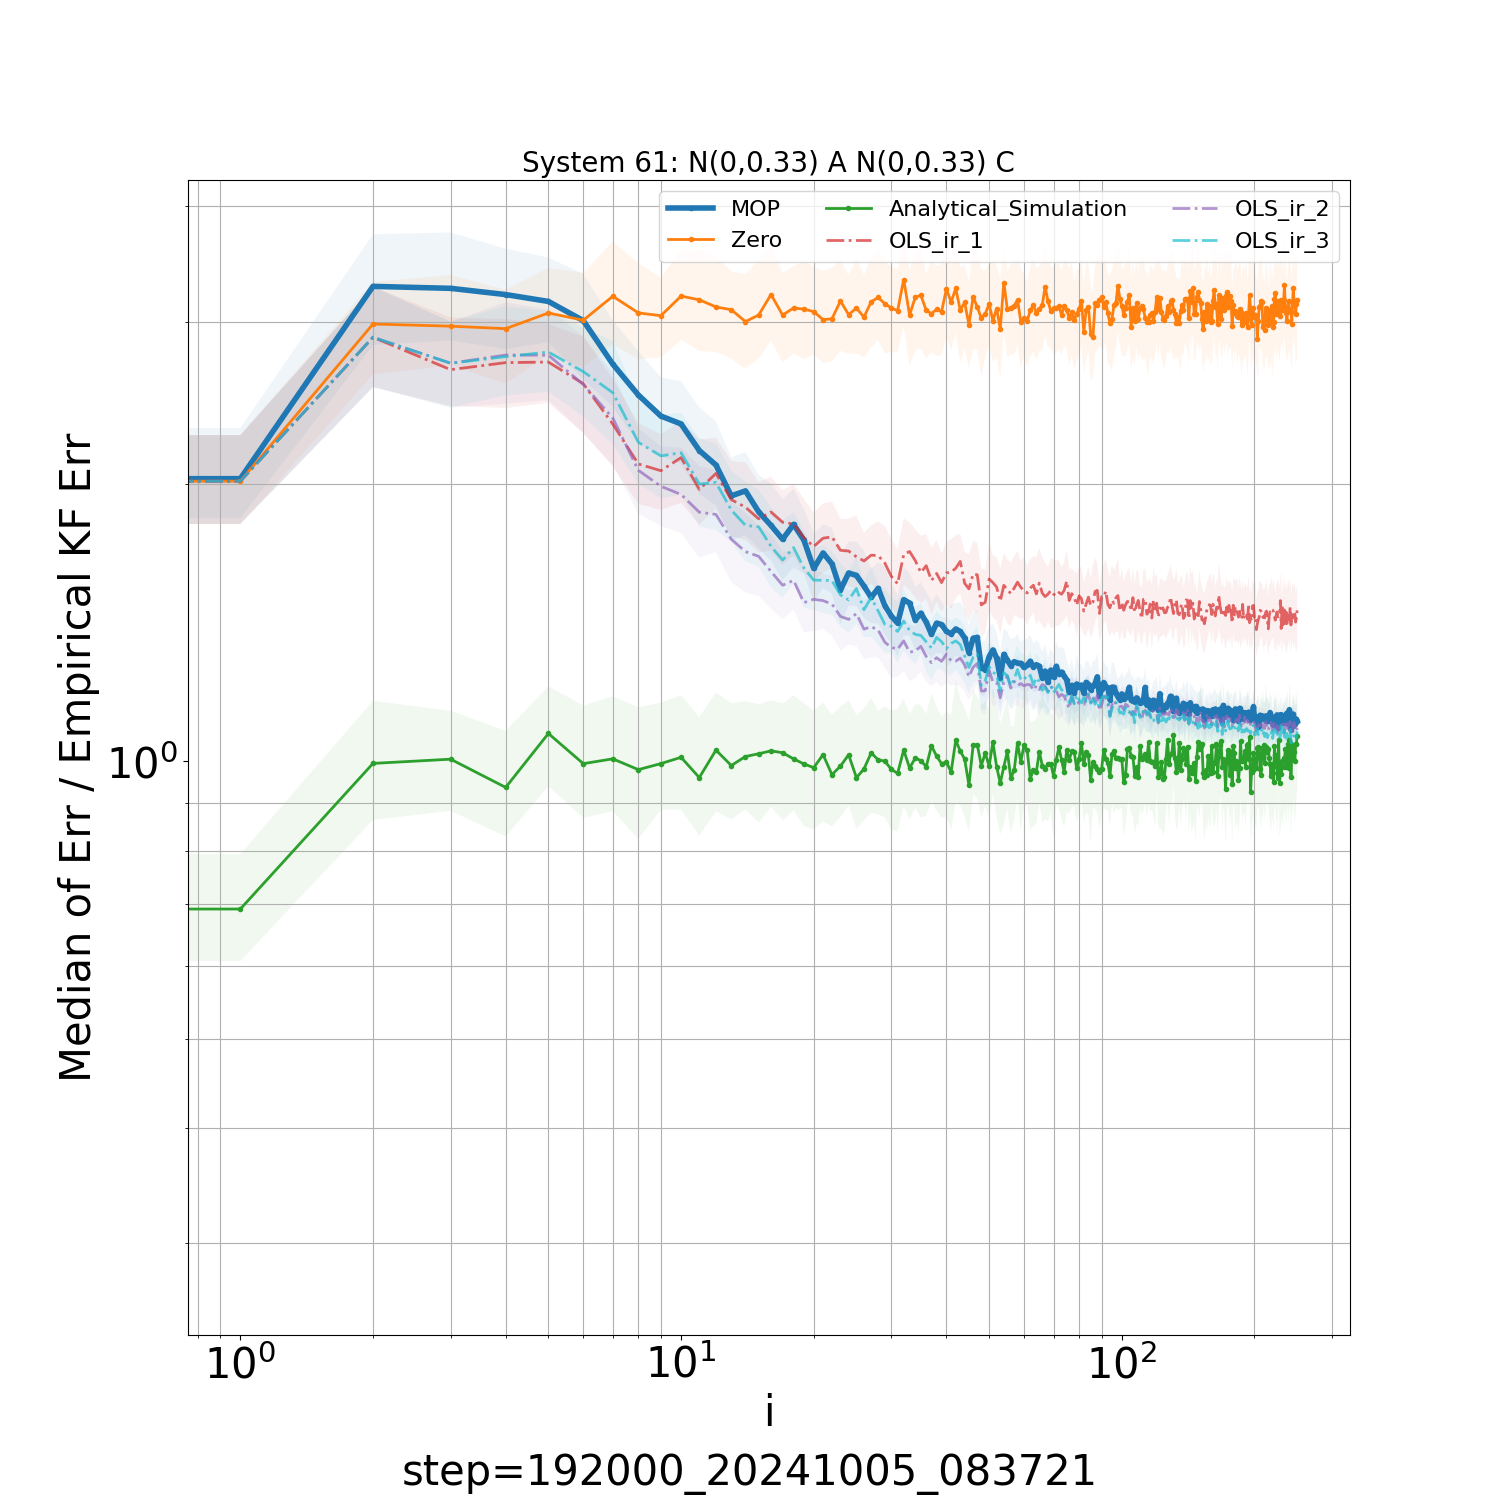 System 61: N(0,0.33) A N(0,0.33) C
MOP
Zero
Analytical_Simulation
OLS_ir_1
OLS_ir_2
OLS_ir_3
Median of Err / Empirical KF Err
10⁰
10⁰
10¹
10²
i
step=192000_20241005_083721